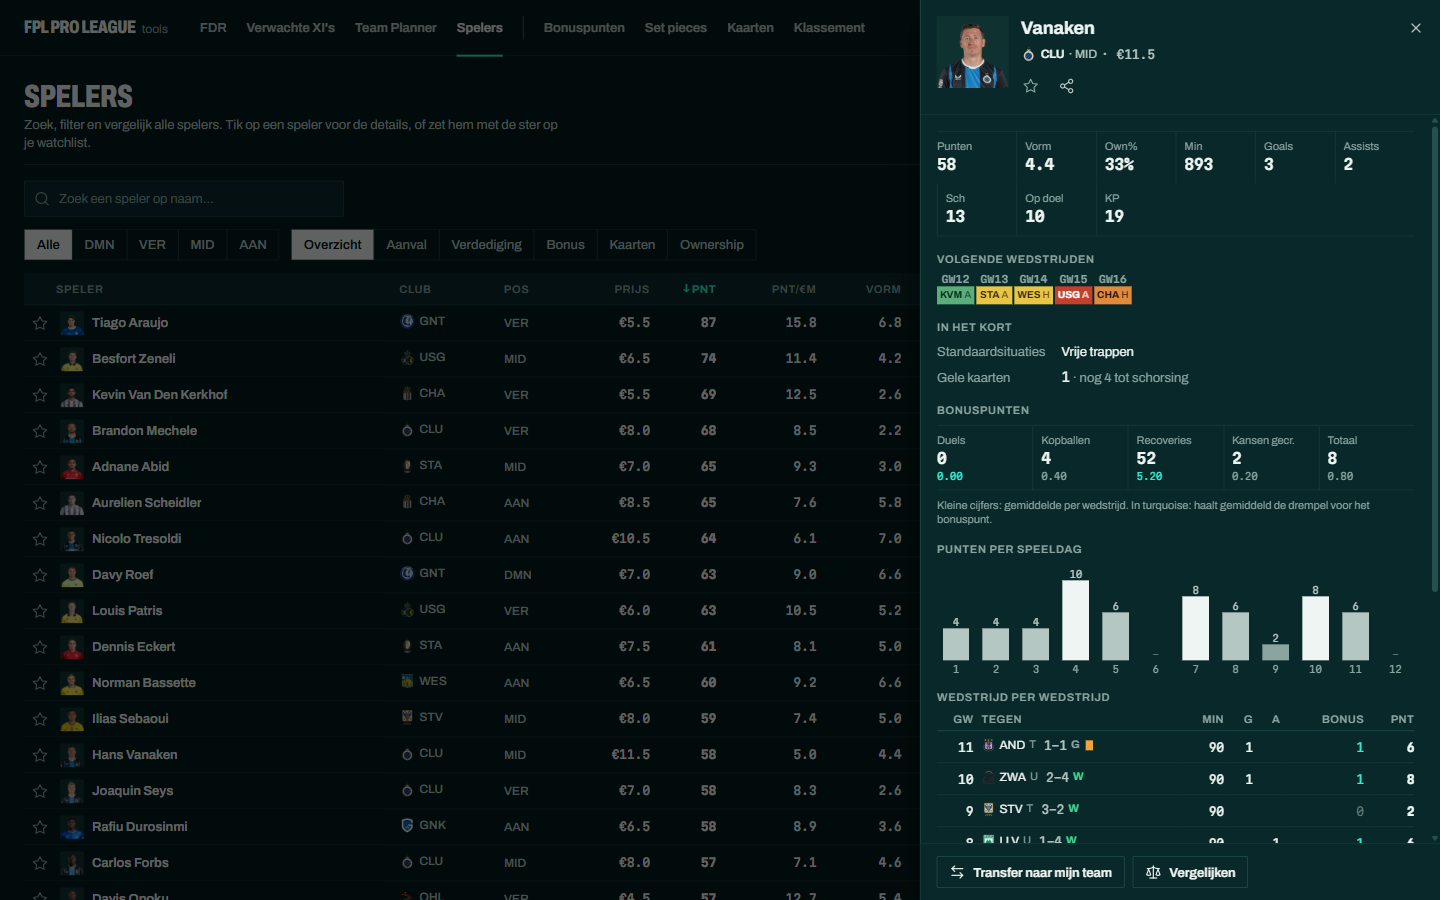 FPL PRO LEAGUE tools
FDR
Verwachte XI's
Team Planner
Spelers
Bonuspunten
Set pieces
Kaarten
Klassement
SPELERS
Zoek, filter en vergelijk alle spelers. Tik op een speler voor de details, of zet hem met de ster op
je watchlist.
Zoek een speler op naam...
Alle DMN VER MID AAN Overzicht Aanval Verdediging Bonus Kaarten Ownership
SPELER CLUB POS PRIJS ↓PNT PNT/€M VORM
Tiago Araujo GNT VER €5.5 87 15.8 6.8
Besfort Zeneli USG MID €6.5 74 11.4 4.2
Kevin Van Den Kerkhof CHA VER €5.5 69 12.5 2.6
Brandon Mechele CLU VER €8.0 68 8.5 2.2
Adnane Abid STA MID €7.0 65 9.3 3.0
Aurelien Scheidler CHA AAN €8.5 65 7.6 5.8
Nicolo Tresoldi CLU AAN €10.5 64 6.1 7.0
Davy Roef GNT DMN €7.0 63 9.0 6.6
Louis Patris USG VER €6.0 63 10.5 5.2
Dennis Eckert STA AAN €7.5 61 8.1 5.0
Norman Bassette WES AAN €6.5 60 9.2 6.6
Ilias Sebaoui STV MID €8.0 59 7.4 5.0
Hans Vanaken CLU MID €11.5 58 5.0 4.4
Joaquin Seys CLU VER €7.0 58 8.3 2.6
Rafiu Durosinmi GNK AAN €6.5 58 8.9 3.6
Carlos Forbs CLU MID €8.0 57 7.1 4.6
Davis Opoku OHL AAN €4.5 57 12.7 5.4
Vanaken
CLU · MID · €11.5
Punten Vorm Own% Min Goals Assists
58 4.4 33% 893 3 2
Sch Op doel KP
13 10 19
VOLGENDE WEDSTRIJDEN
GW12 GW13 GW14 GW15 GW16
KVM A STA A WES H USG A CHA H
IN HET KORT
Standaardsituaties Vrije trappen
Gele kaarten 1 · nog 4 tot schorsing
BONUSPUNTEN
Duels Kopballen Recoveries Kansen gecr. Totaal
0 4 52 2 8
0.00 0.40 5.20 0.20 0.80
Kleine cijfers: gemiddelde per wedstrijd. In turquoise: haalt gemiddeld de drempel voor het
bonuspunt.
PUNTEN PER SPEELDAG
4 4 4 10 6 – 8 6 2 8 6 –
1 2 3 4 5 6 7 8 9 10 11 12
WEDSTRIJD PER WEDSTRIJD
GW TEGEN MIN G A BONUS PNT
11 AND T 1–1 G 90 1 1 6
10 ZWA U 2–4 W 90 1 1 8
9 STV T 3–2 W 90 0 2
8 LLV U 1–4 W 90 1 1 6
Transfer naar mijn team
Vergelijken